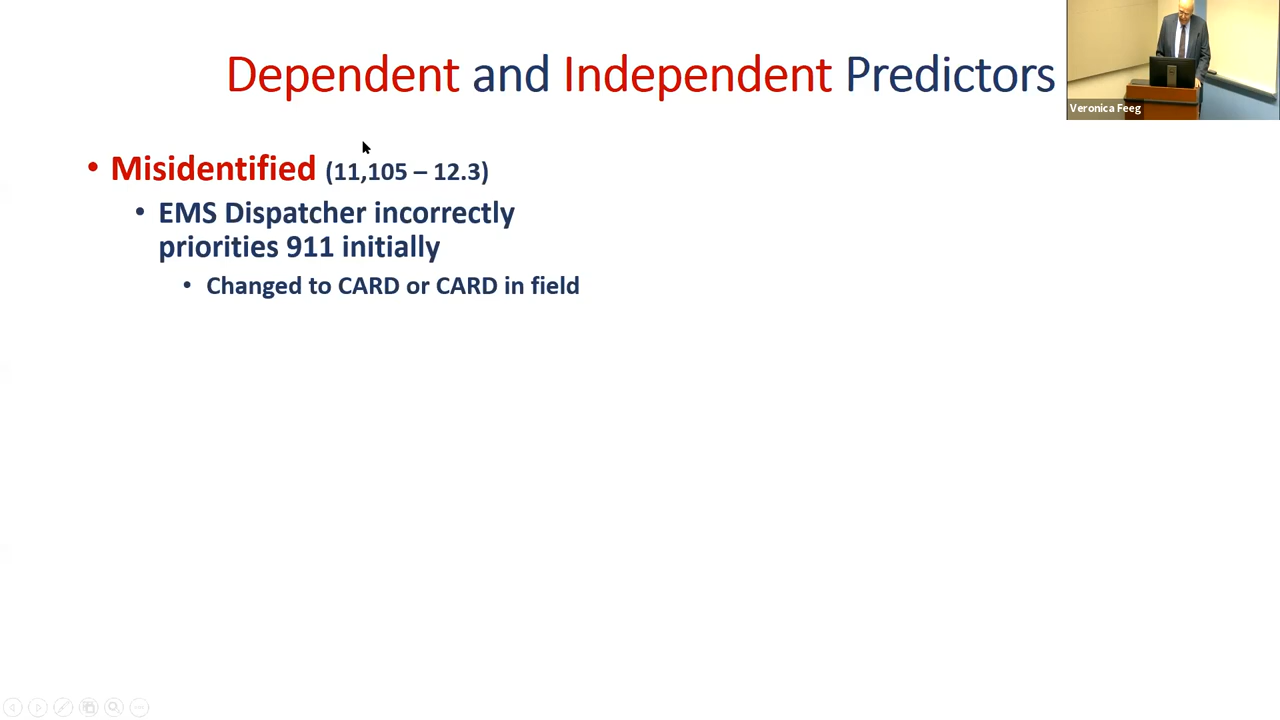 Dependent and Independent Predictors
Veronica Feeg
• Misidentified (11,105 – 12.3)
• EMS Dispatcher incorrectly
priorities 911 initially
• Changed to CARD or CARD in field